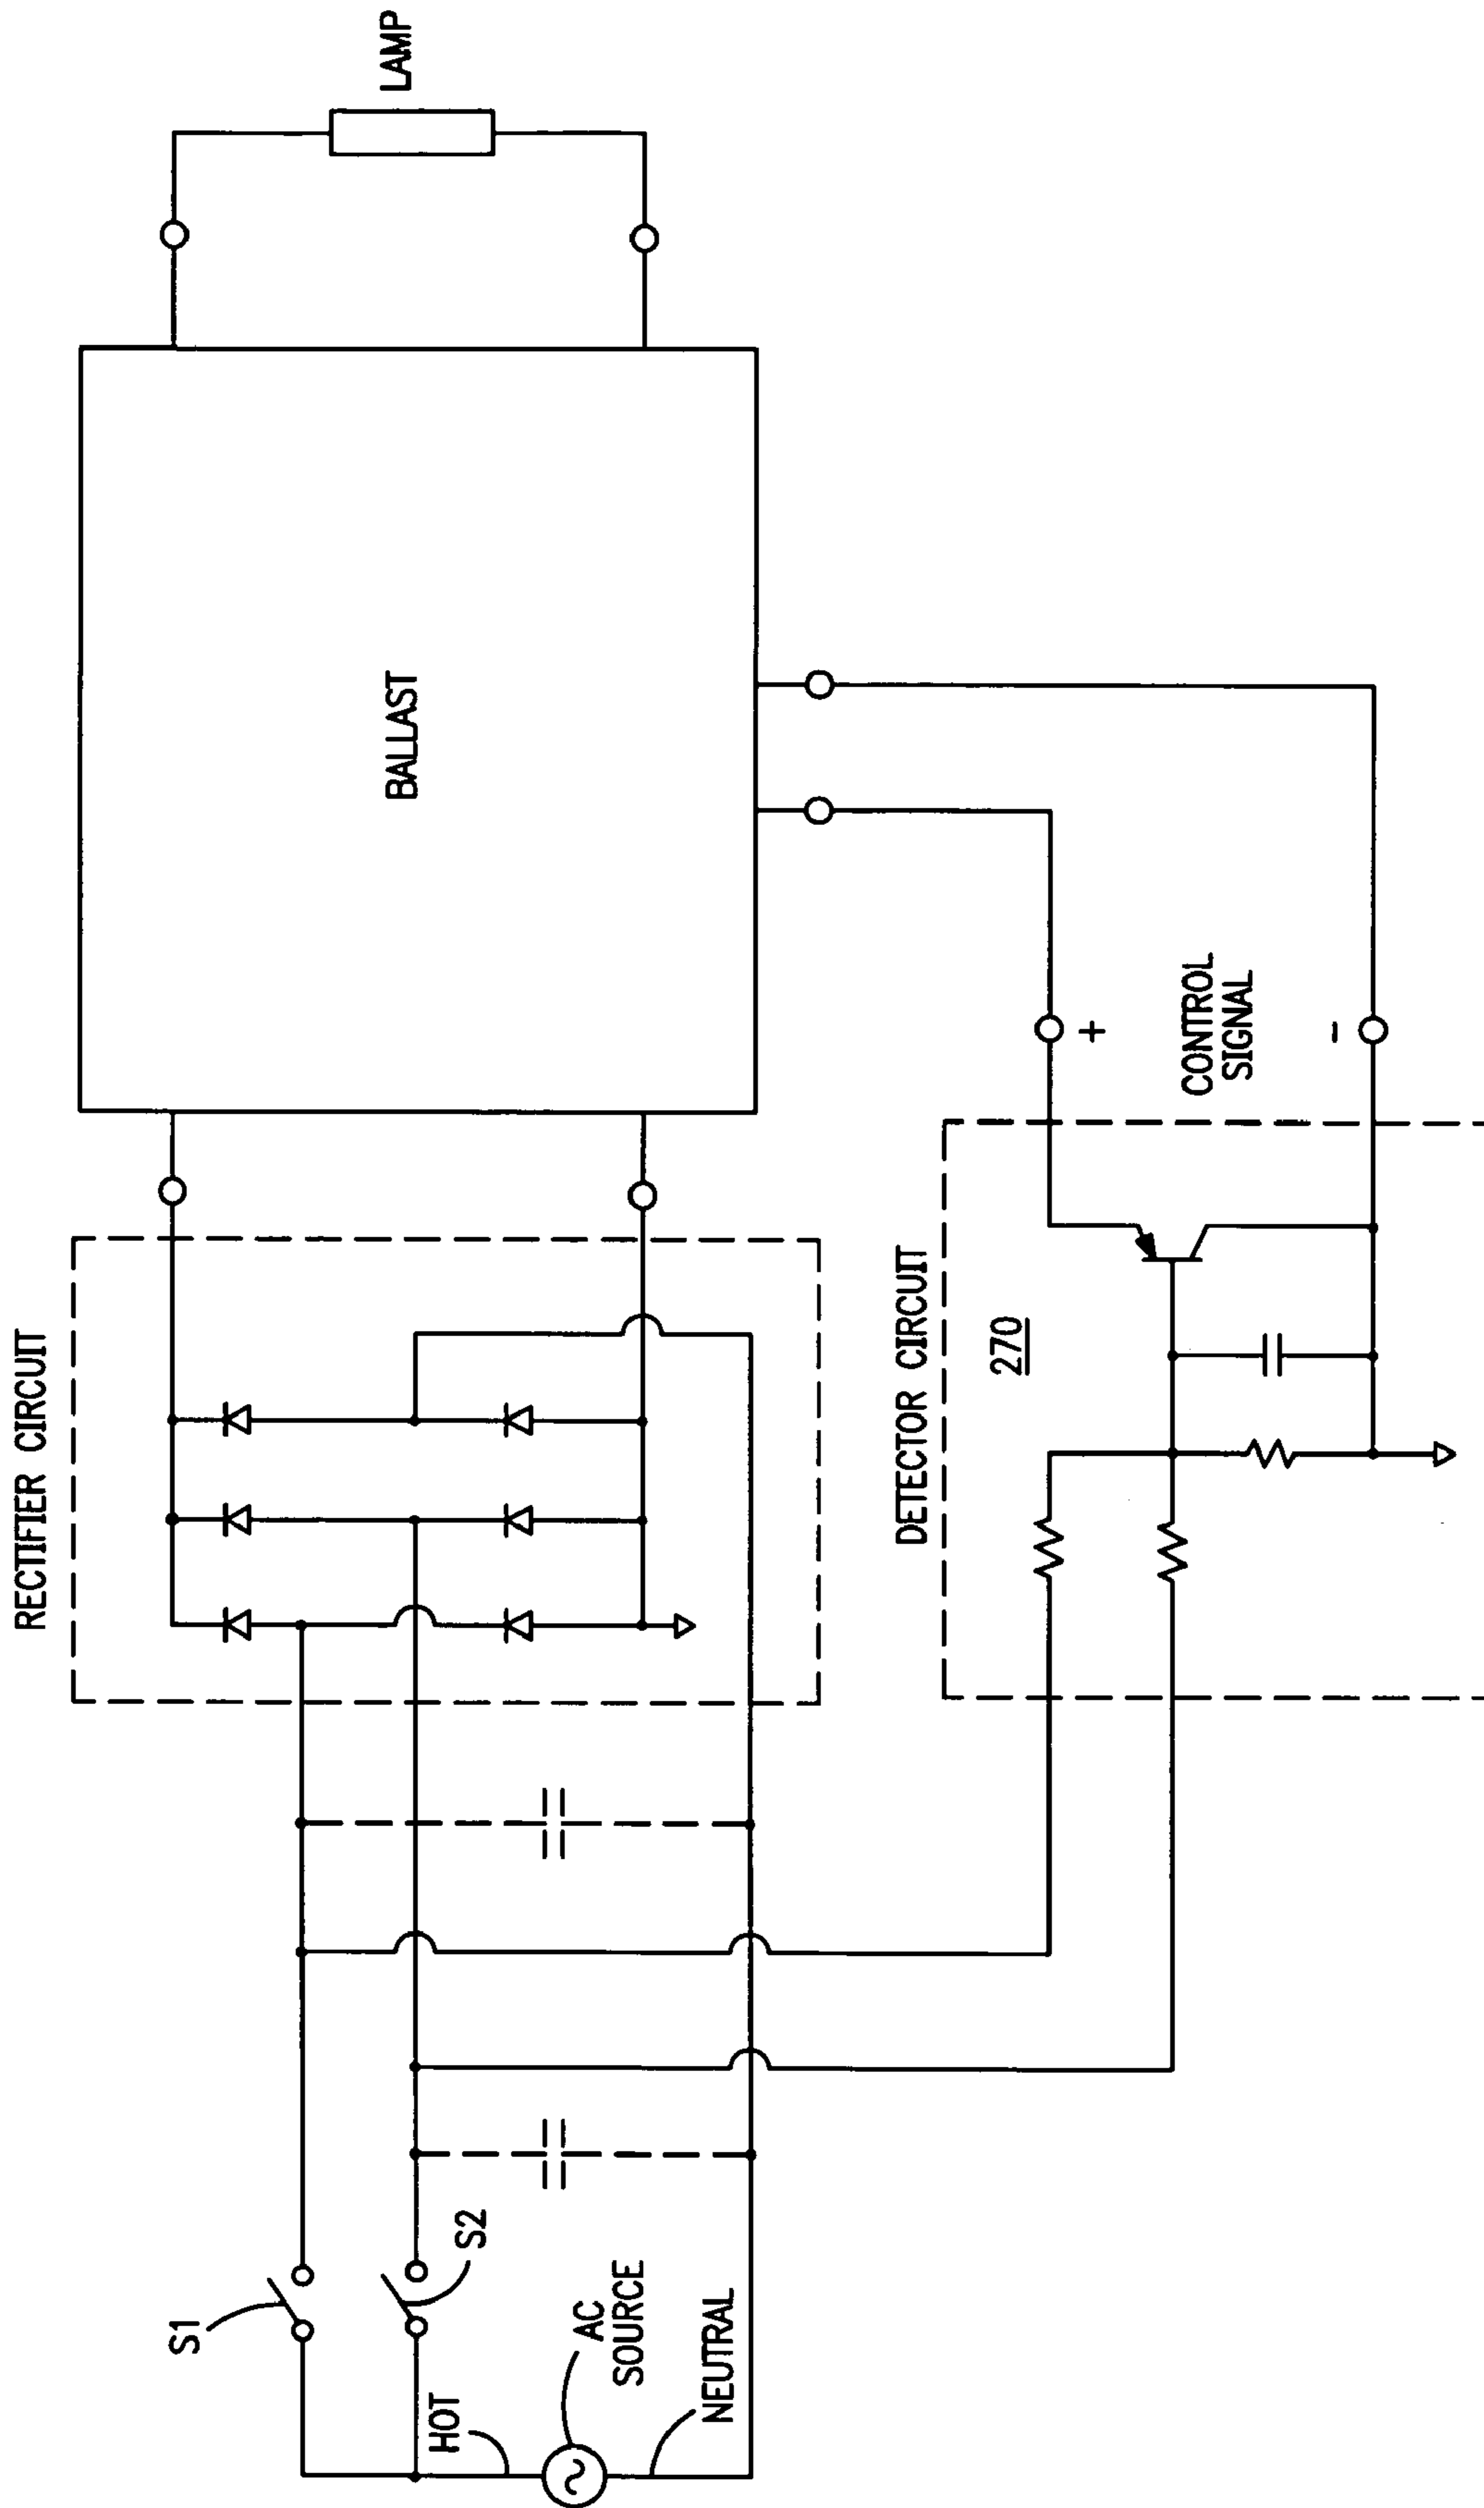 RECTIFIER CIRCUIT
BALLAST
LAMP
S1
S2
HOT
AC
SOURCE
NEUTRAL
DETECTOR CIRCUIT
270
+
CONTROL
SIGNAL
-